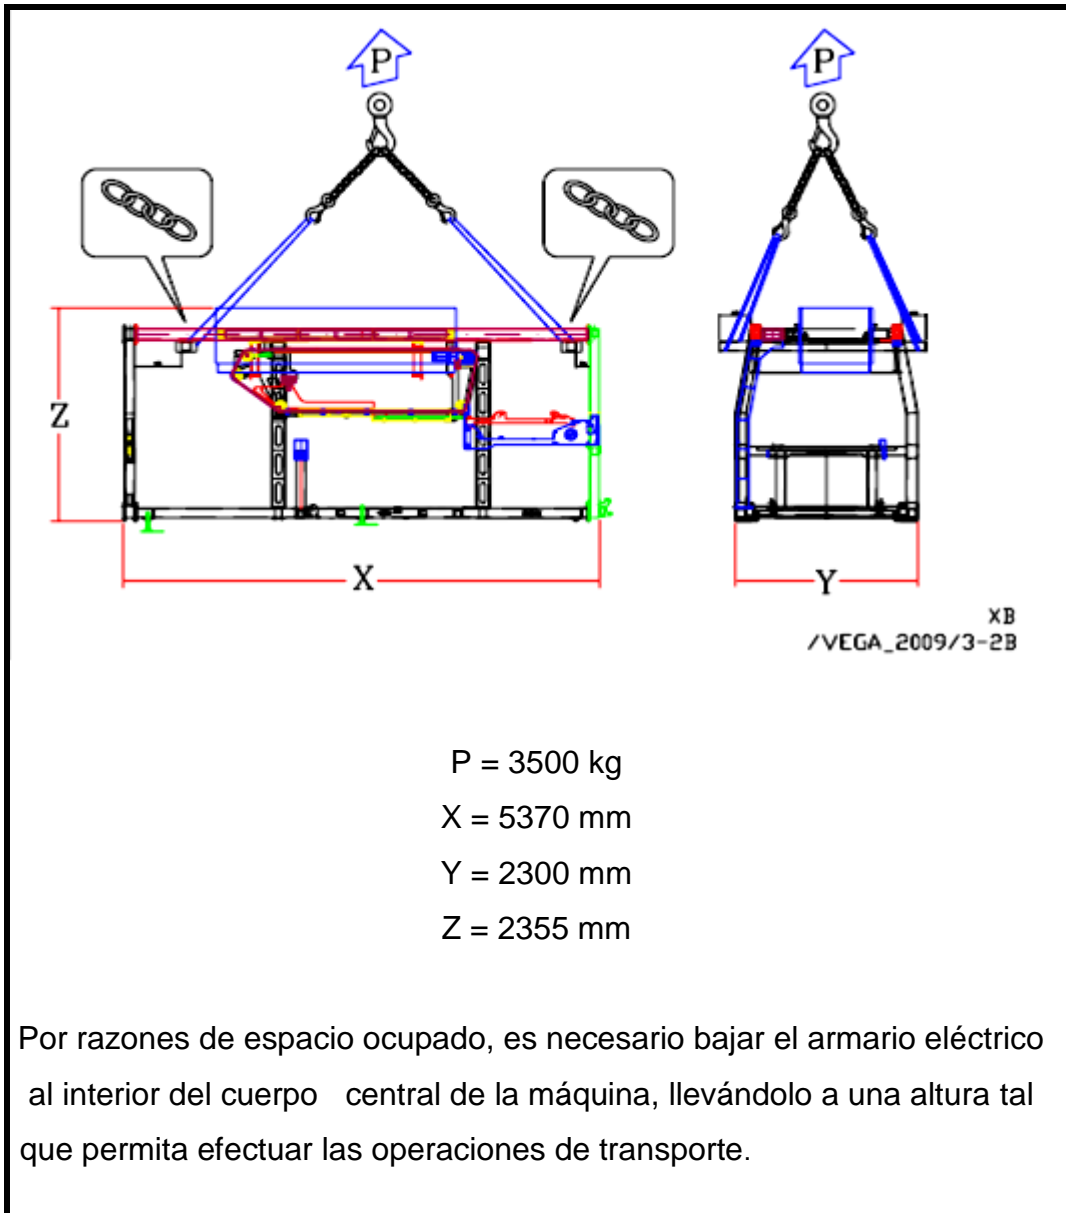 P P
Z
X
Y
XB
/VEGA_2009/3-2B
P = 3500 kg
X = 5370 mm
Y = 2300 mm
Z = 2355 mm
Por razones de espacio ocupado, es necesario bajar el armario eléctrico
al interior del cuerpo central de la máquina, llevándolo a una altura tal
que permita efectuar las operaciones de transporte.